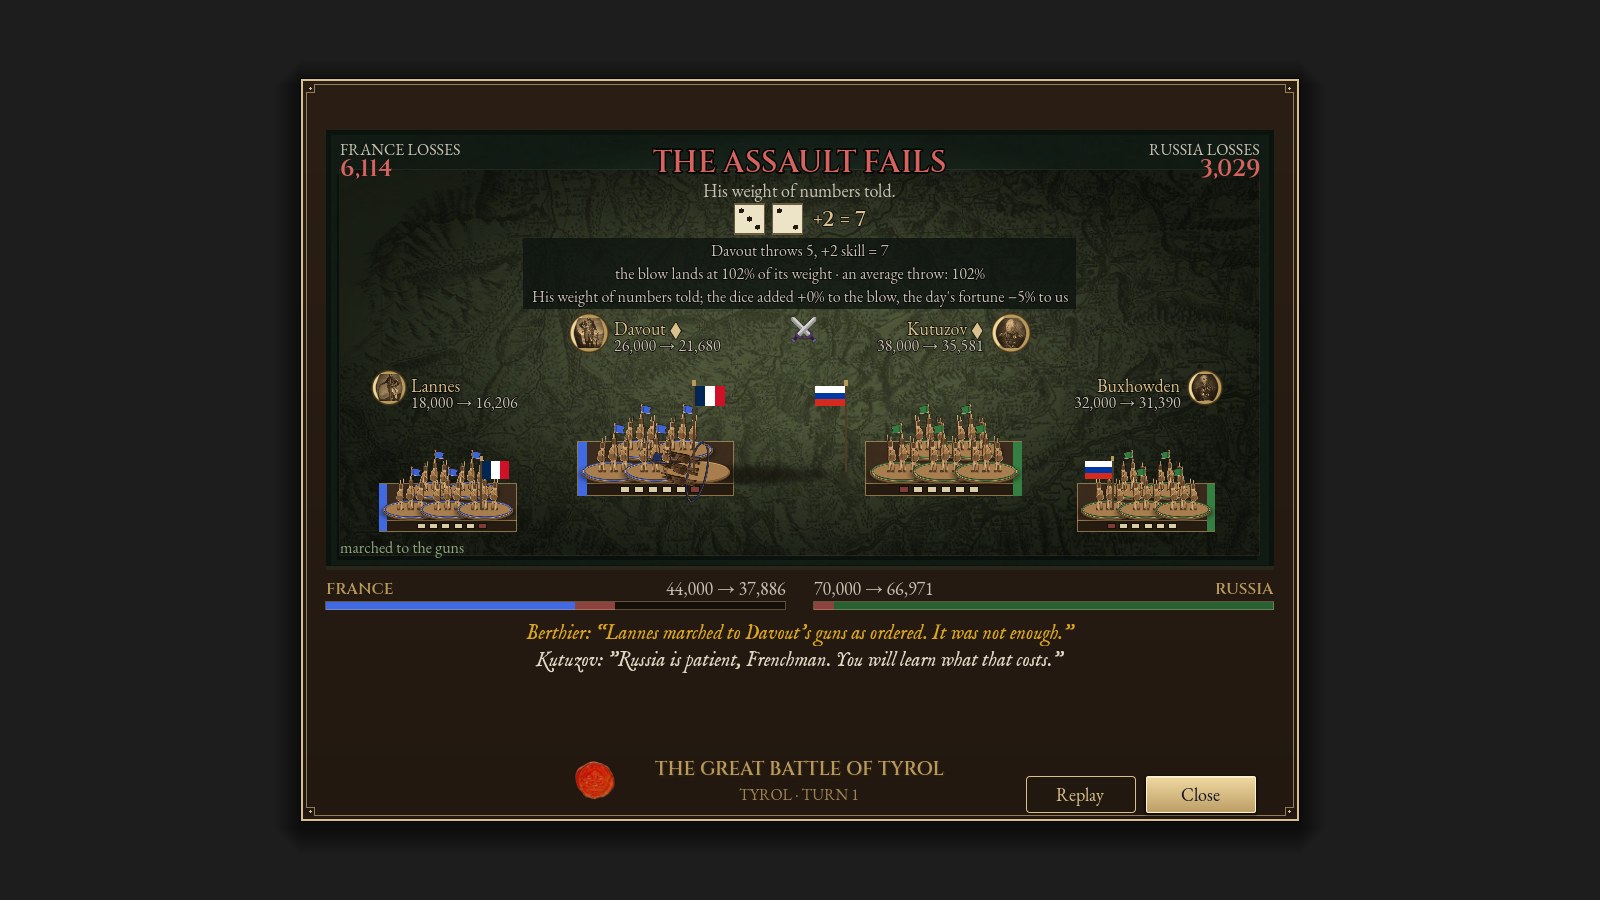 FRANCE LOSSES
6,114
THE ASSAULT FAILS
RUSSIA LOSSES
3,029
His weight of numbers told.
+2 = 7
Davout throws 5, +2 skill = 7
the blow lands at 102% of its weight · an average throw: 102%
His weight of numbers told; the dice added +0% to the blow, the day's fortune −5% to us
Davout ♦
26,000 → 21,680
Kutuzov ♦
38,000 → 35,581
Lannes
18,000 → 16,206
Buxhowden
32,000 → 31,390
marched to the guns
FRANCE
44,000 → 37,886
70,000 → 66,971
RUSSIA
Berthier: “Lannes marched to Davout’s guns as ordered. It was not enough.”
Kutuzov: ”Russia is patient, Frenchman. You will learn what that costs.”
THE GREAT BATTLE OF TYROL
TYROL · TURN 1
Replay
Close